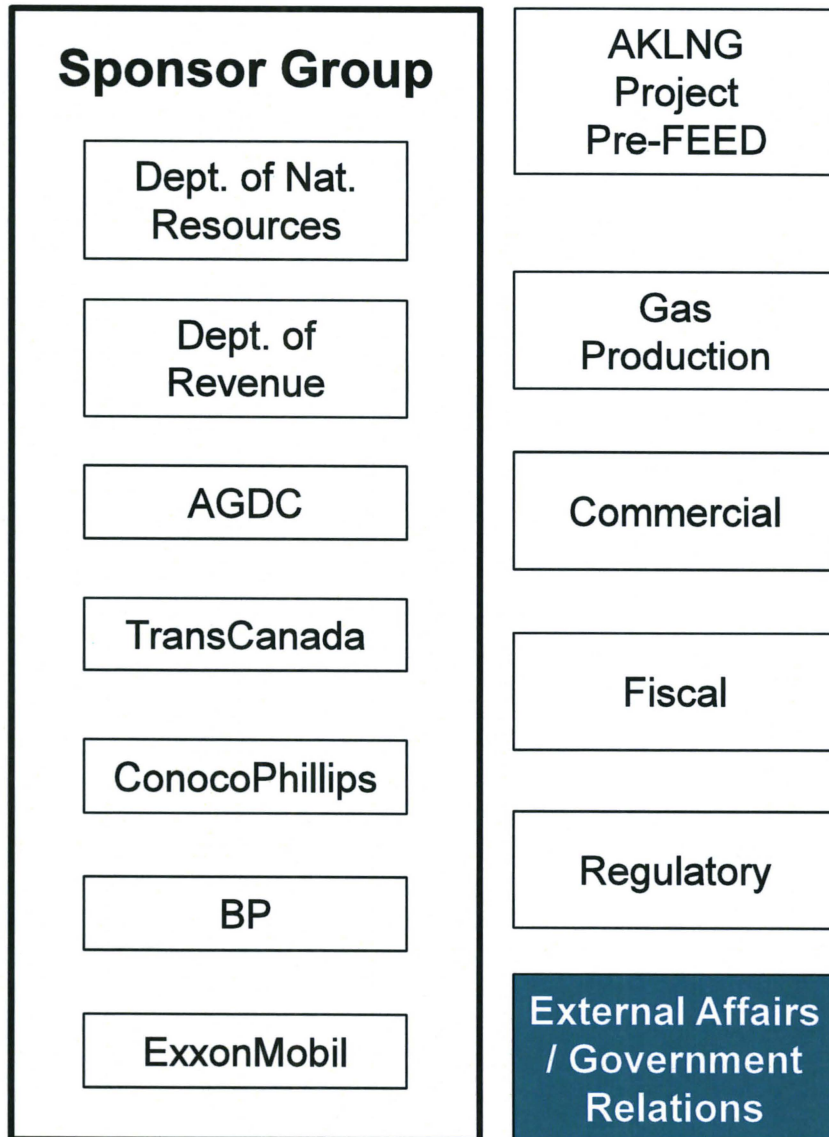 Sponsor Group
Dept. of Nat.
Resources
Dept. of
Revenue
AGDC
TransCanada
ConocoPhillips
BP
ExxonMobil
AKLNG
Project
Pre-FEED
Gas
Production
Commercial
Fiscal
Regulatory
External Affairs
/ Government
Relations